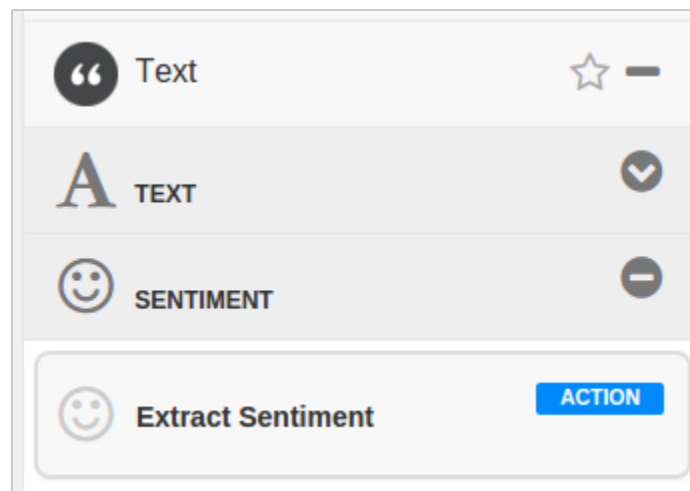 Text
TEXT
SENTIMENT
Extract Sentiment
ACTION